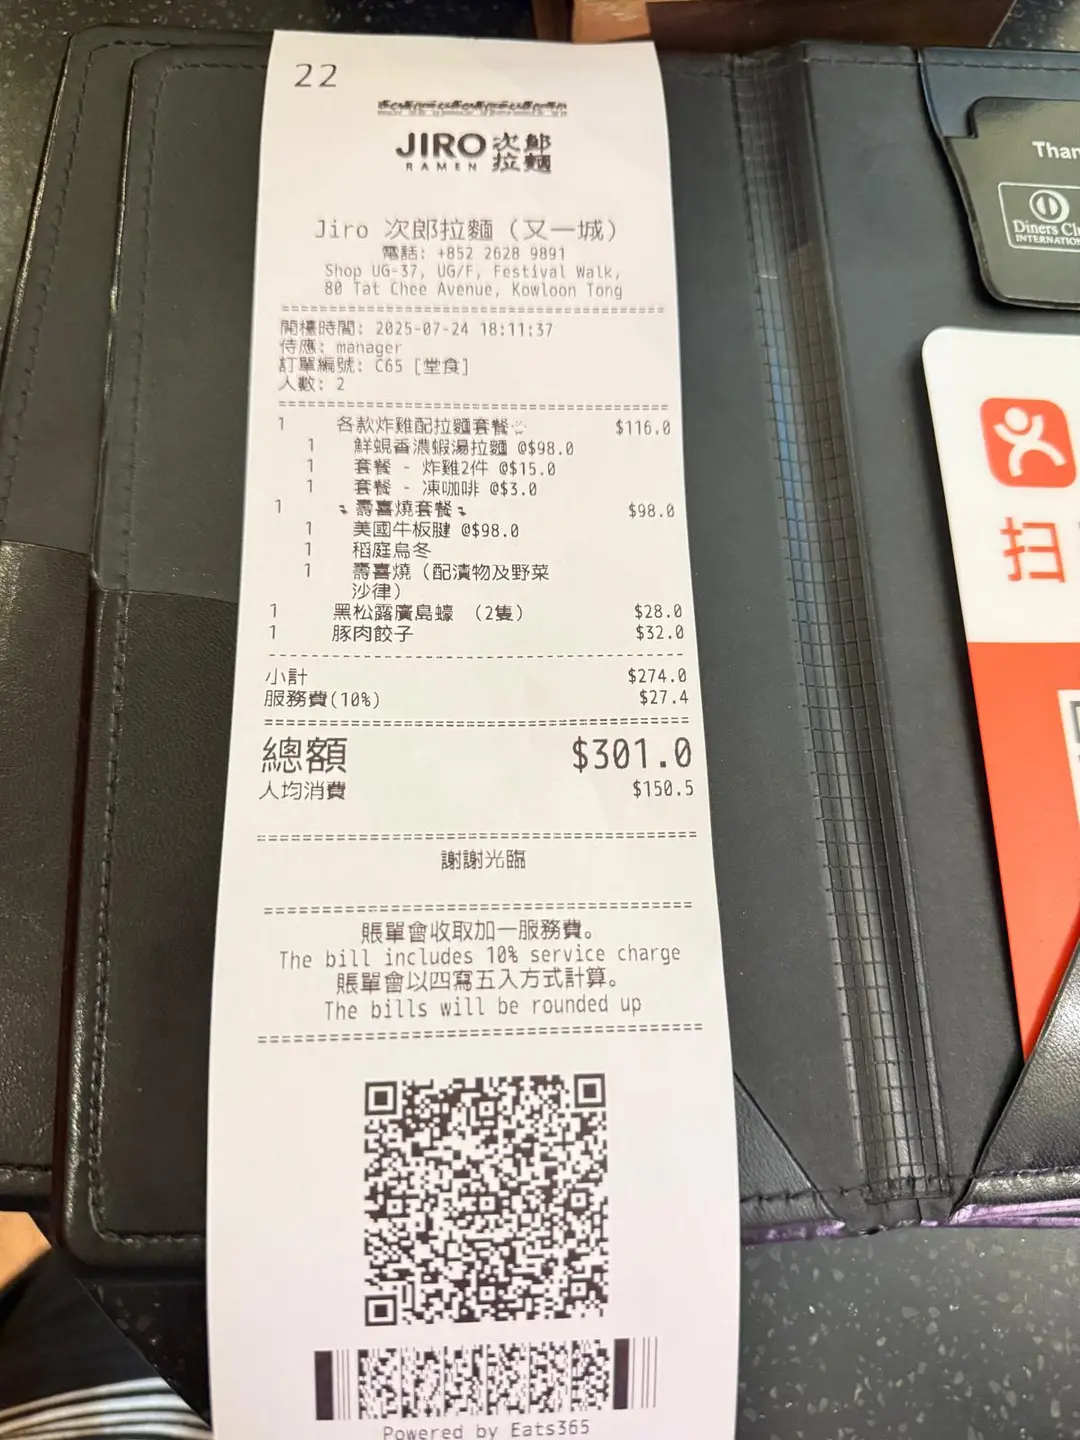 22
JIRO 次郎
RAMEN 拉麵
Jiro 次郎拉麵 (又一城)
電話: +852 2628 9891
Shop UG-37, UG/F, Festival Walk,
80 Tat Chee Avenue, Kowloon Tong
開檯時間: 2025-07-24 18:11:37
侍應: manager
訂單編號: C65 [堂食]
人數: 2
1 各款炸雞配拉麵套餐 $116.0
1 鮮蜆香濃蝦湯拉麵 @$98.0
1 套餐 - 炸雞2件 @$15.0
1 套餐 - 凍咖啡 @$3.0
1 壽喜燒套餐 $98.0
1 美國牛板腱 @$98.0
1 稻庭烏冬
1 壽喜燒 (配漬物及野菜
沙律)
1 黑松露廣島蠔 (2隻) $28.0
1 豚肉餃子 $32.0
小計 $274.0
服務費(10%) $27.4
總額 $301.0
人均消費 $150.5
謝謝光臨
賬單會收取加一服務費。
The bill includes 10% service charge
賬單會以四寫五入方式計算。
The bills will be rounded up
Powered by Eats365
Than
Diners Cl
INTERNATIO
扫